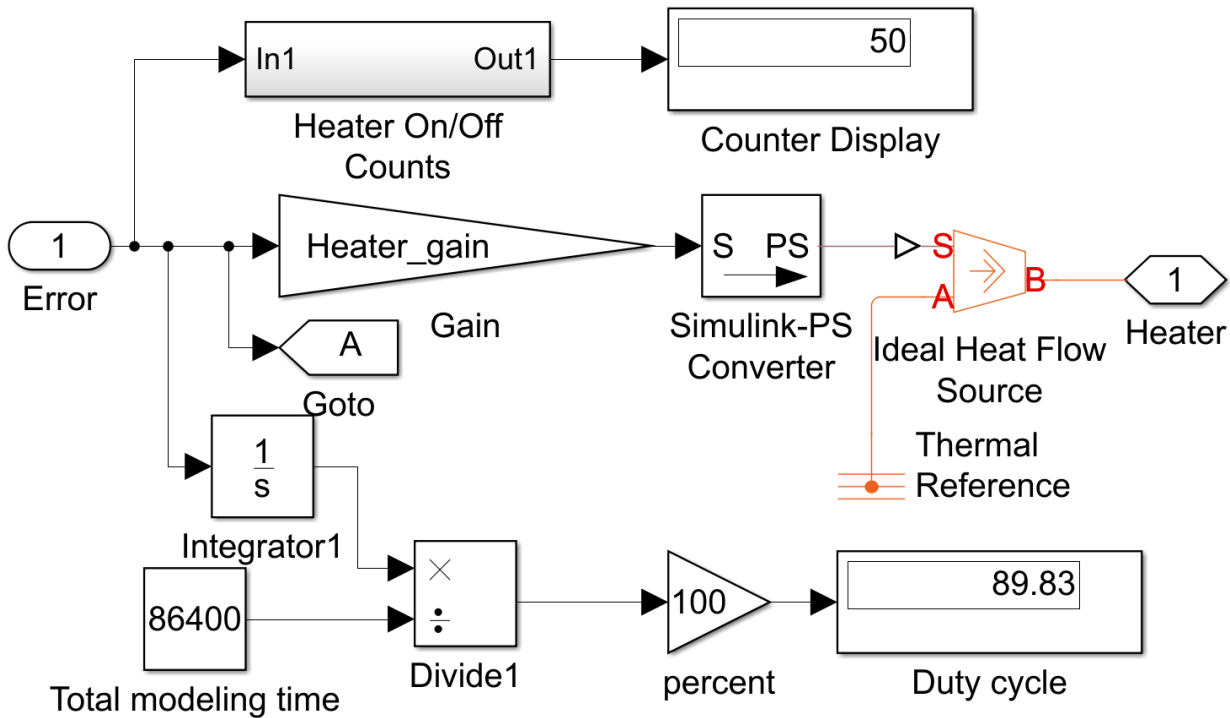 In1
Out1
50
Heater On/Off
Counts
Counter Display
1
Error
Heater_gain
Gain
S PS
Simulink-PS
Converter
S
A
B
Ideal Heat Flow
Source
1
Heater
A
Goto
Thermal
Reference
1
s
Integrator1
86400
Total modeling time
×
÷
Divide1
100
percent
89.83
Duty cycle